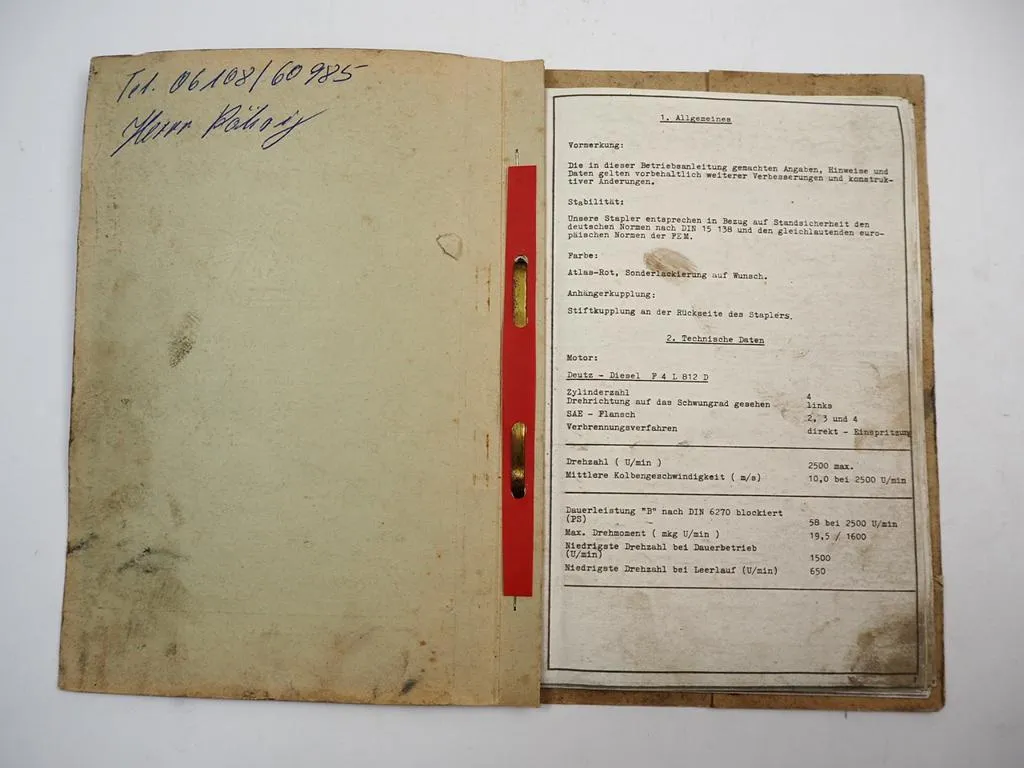 Tel. 06108/60985
Herr
1. Allgemeines
Vormerkung:
Die in dieser Betriebsanleitung gemachten Angaben, Hinweise und
Daten gelten vorbehaltlich weiterer Verbesserungen und konstruk-
tiver Änderungen.
Stabilität:
Unsere Stapler entsprechen in Bezug auf Standsicherheit den
deutschen Normen nach DIN 15 138 und den gleichlautenden euro-
päischen Normen der FEM.
Farbe:
Atlas-Rot, Sonderlackierung auf Wunsch.
Anhängerkupplung:
Stiftkupplung an der Rückseite des Staplers.
2. Technische Daten
Motor:
Deutz - Diesel F 4 L 812 D
Zylinderzahl 4
Drehrichtung auf das Schwungrad gesehen links
SAE - Flansch 2, 3 und 4
Verbrennungsverfahren direkt - Einspritzung
Drehzahl ( U/min ) 2500 max.
Mittlere Kolbengeschwindigkeit ( m/s) 10,0 bei 2500 U/min
Dauerleistung "B" nach DIN 6270 blockiert
(PS) 58 bei 2500 U/min
Max. Drehmoment ( mkg U/min ) 19,5 / 1600
Niedrigste Drehzahl bei Dauerbetrieb
(U/min) 1500
Niedrigste Drehzahl bei Leerlauf (U/min) 650